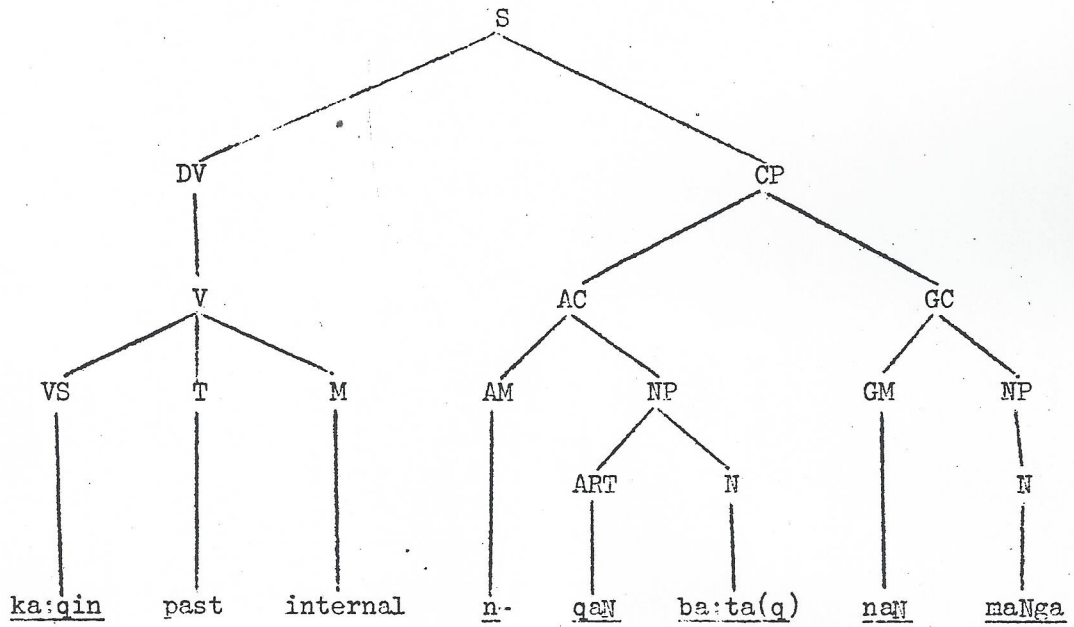 S
DV CP
V AC GC
VS T M AM NP GM NP
ART N N
ka:qin past internal n- qaN ba:ta(q) naN maNga